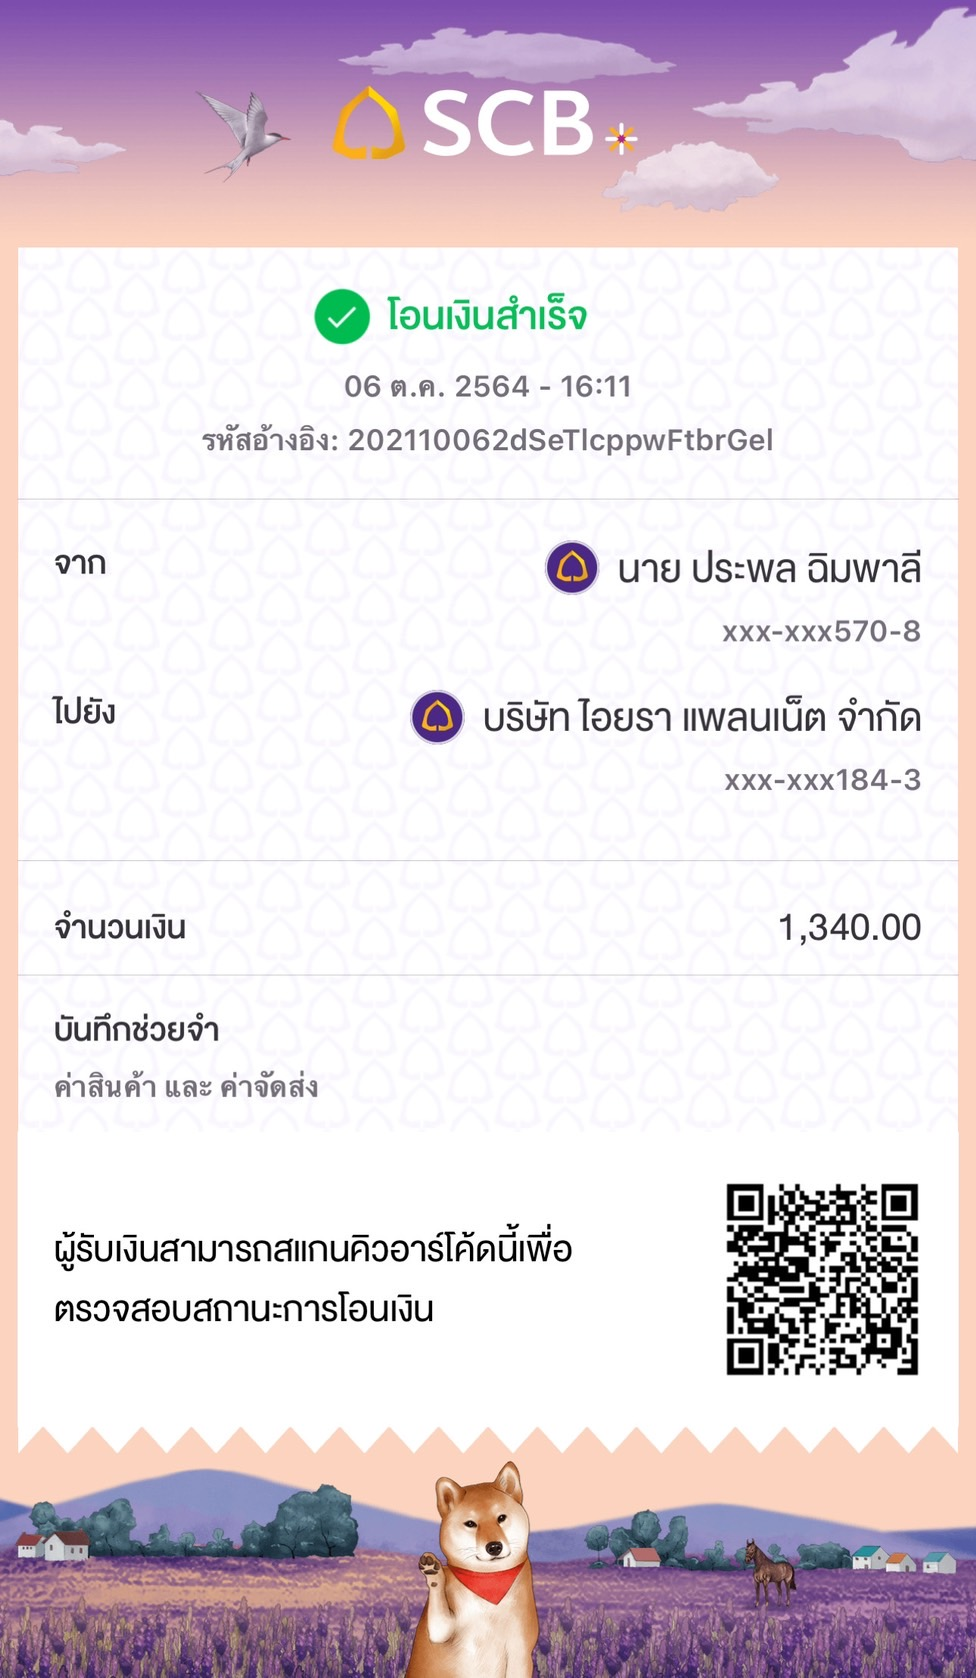 SCB
โอนเงินสำเร็จ
06 ต.ค. 2564 - 16:11
รหัสอ้างอิง: 202110062dSeTlcppwFtbrGel
จาก
นาย ประพล ฉิมพาลี
xxx-xxx570-8
ไปยัง
บริษัท ไอยรา แพลนเน็ต จำกัด
xxx-xxx184-3
จำนวนเงิน
1,340.00
บันทึกช่วยจำ
ค่าสินค้า และ ค่าจัดส่ง
ผู้รับเงินสามารถสแกนคิวอาร์โค้ดนี้เพื่อ
ตรวจสอบสถานะการโอนเงิน